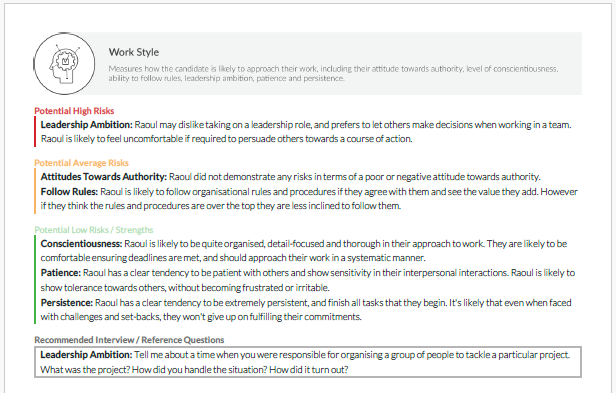 Work Style
Measures how the candidate is likely to approach their work, including their attitude towards authority, level of conscientiousness,
ability to follow rules, leadership ambition, patience and persistence.
Potential High Risks
Leadership Ambition: Raoul may dislike taking on a leadership role, and prefers to let others make decisions when working in a team.
Raoul is likely to feel uncomfortable if required to persuade others towards a course of action.
Potential Average Risks
Attitudes Towards Authority: Raoul did not demonstrate any risks in terms of a poor or negative attitude towards authority.
Follow Rules: Raoul is likely to follow organisational rules and procedures if they agree with them and see the value they add. However
if they think the rules and procedures are over the top they are less inclined to follow them.
Potential Low Risks / Strengths
Conscientiousness: Raoul is likely to be quite organised, detail-focused and thorough in their approach to work. They are likely to be
comfortable ensuring deadlines are met, and should approach their work in a systematic manner.
Patience: Raoul has a clear tendency to be patient with others and show sensitivity in their interpersonal interactions. Raoul is likely to
show tolerance towards others, without becoming frustrated or irritable.
Persistence: Raoul has a clear tendency to be extremely persistent, and finish all tasks that they begin. It's likely that even when faced
with challenges and set-backs, they won't give up on fulfilling their commitments.
Recommended Interview / Reference Questions
Leadership Ambition: Tell me about a time when you were responsible for organising a group of people to tackle a particular project.
What was the project? How did you handle the situation? How did it turn out?